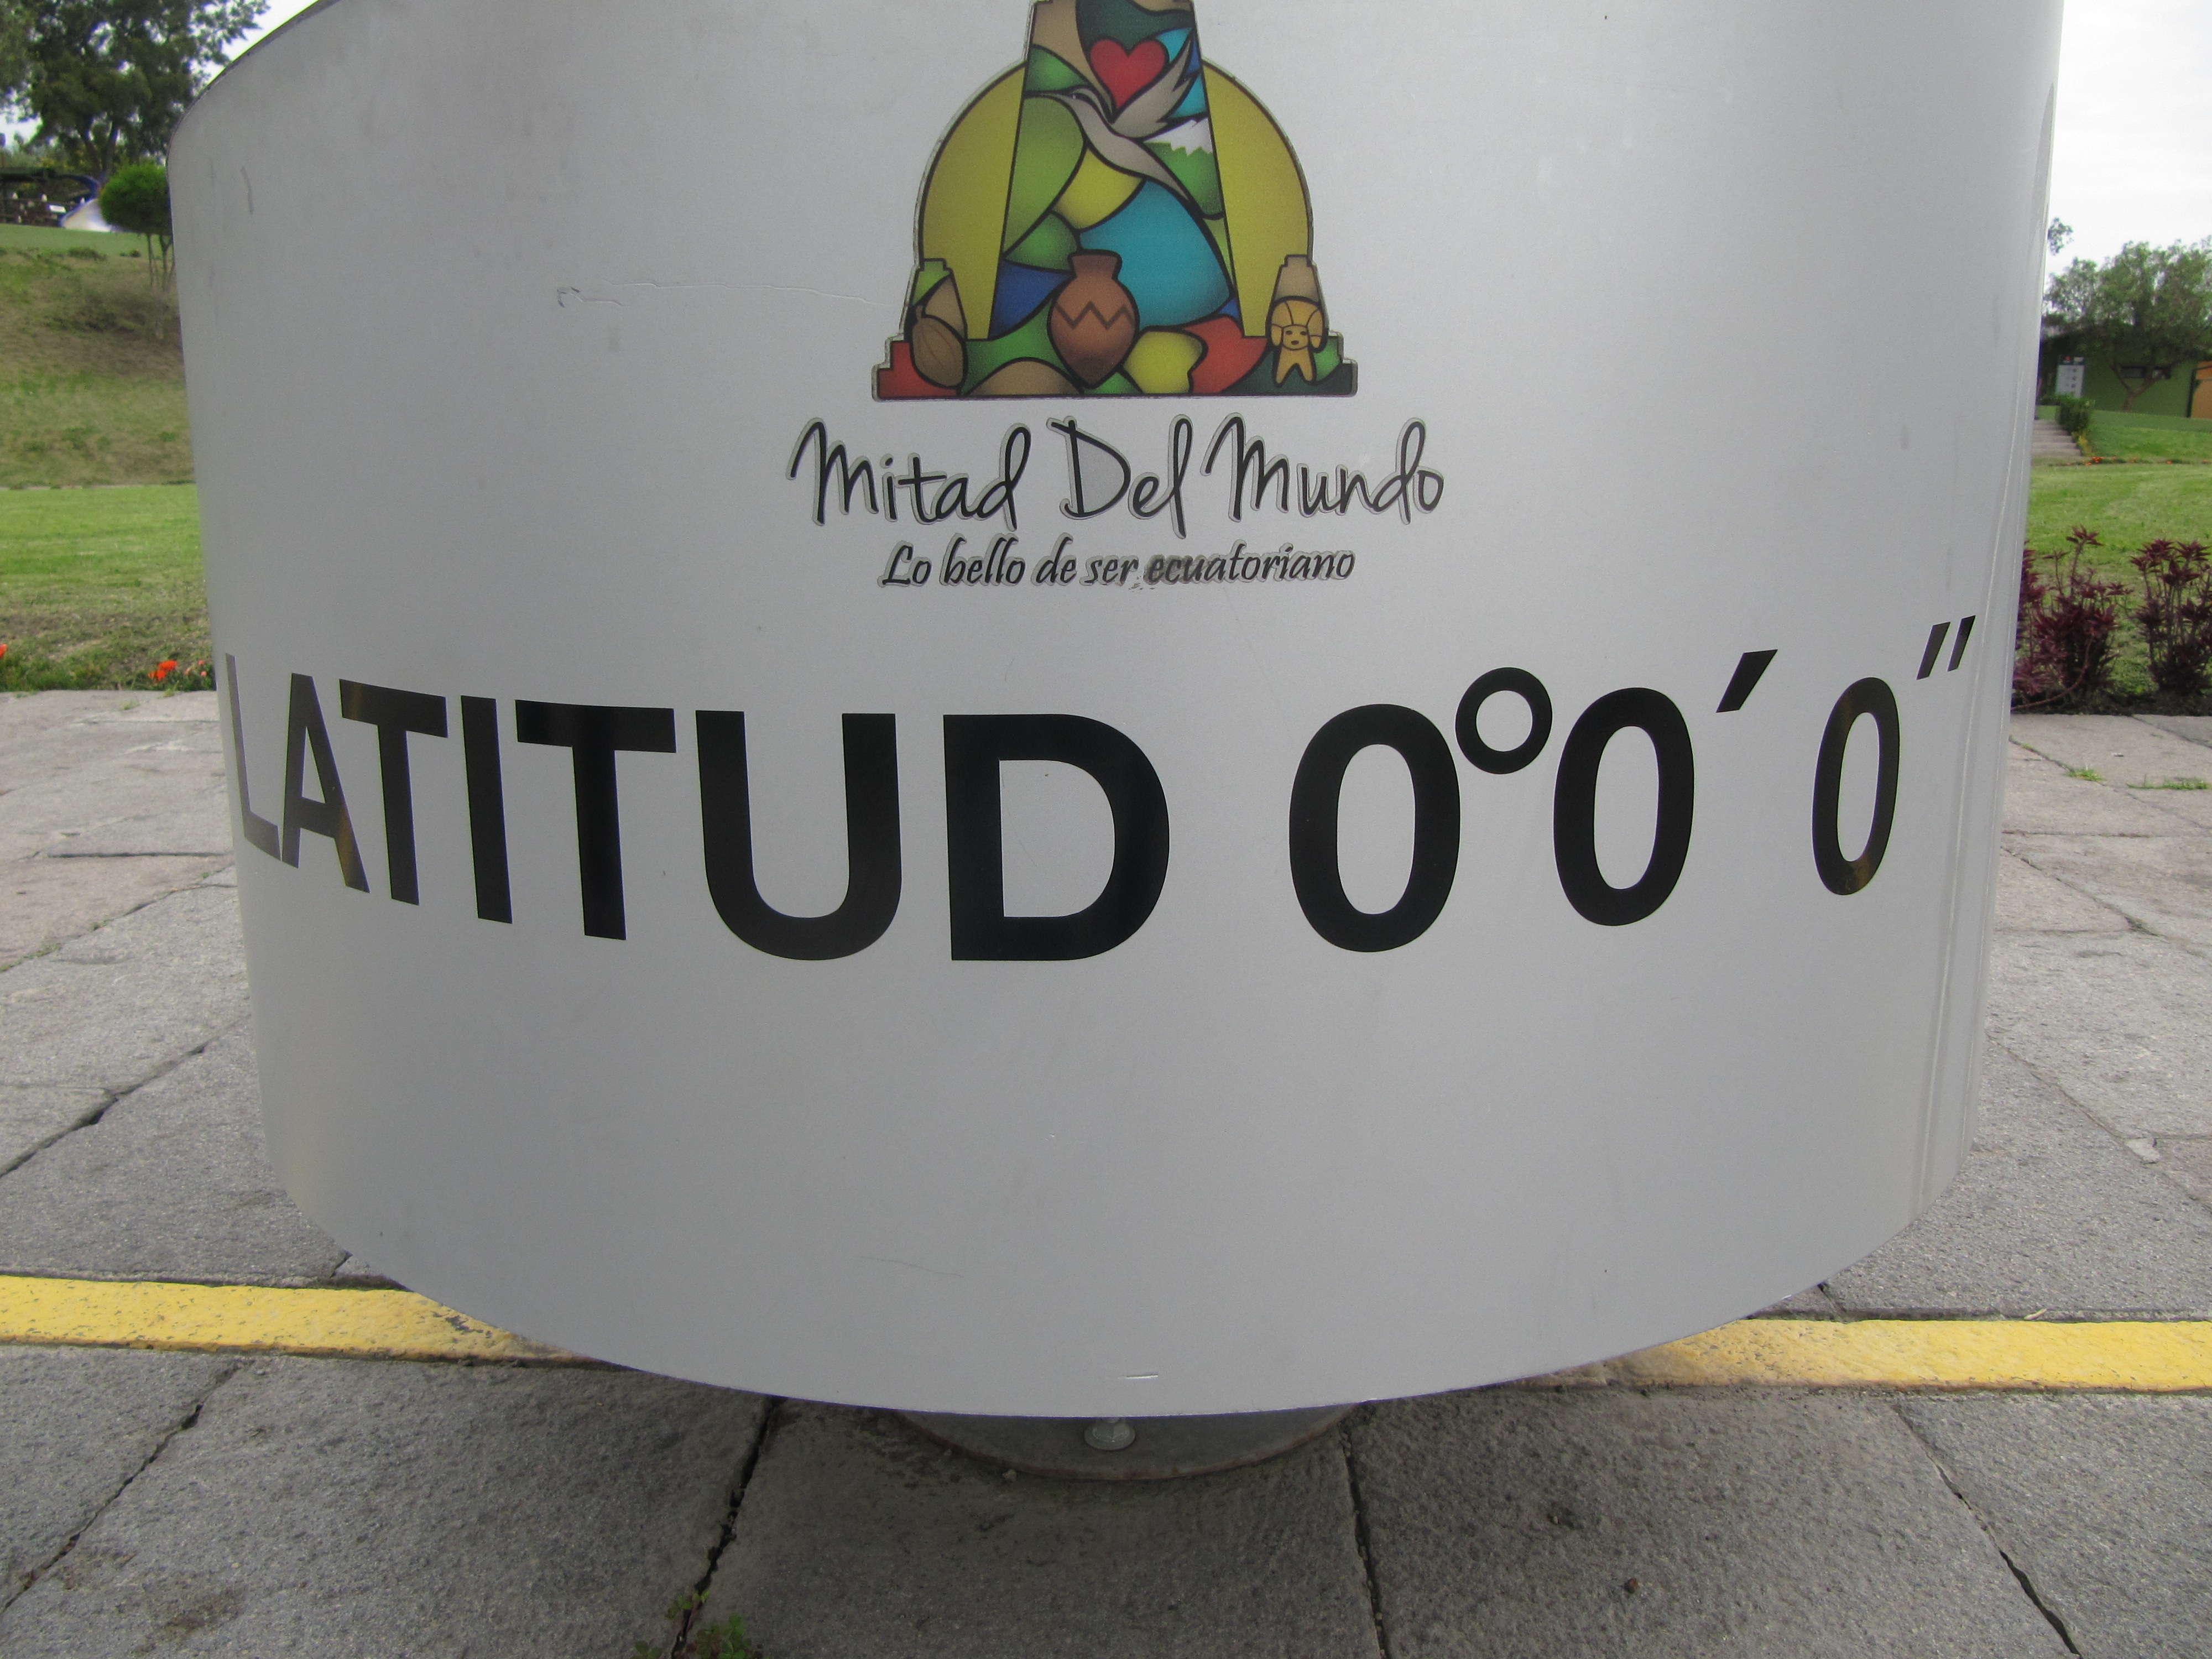 Mitad Del Mundo
Lo bello de ser ecuatoriano
LATITUD 0°0´0"